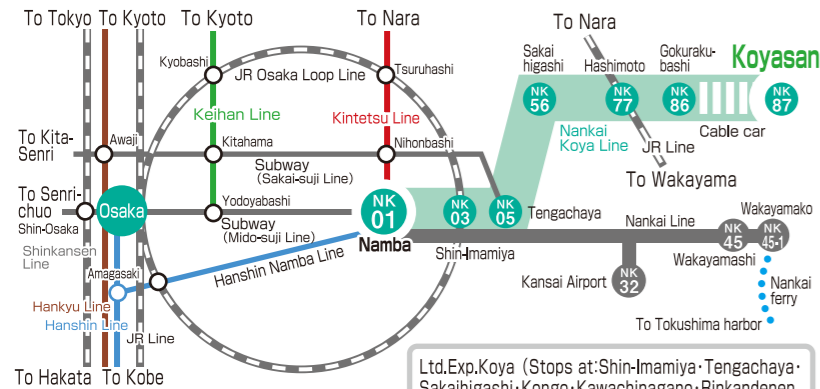 To Tokyo
To Kyoto
To Kyoto
To Nara
To Nara
Kyobashi
JR Osaka Loop Line
Tsuruhashi
Sakai
higashi
Hashimoto
Gokuraku-
bashi
Koyasan
NK
56
NK
77
NK
86
NK
87
Keihan Line
Kintetsu Line
Nankai
Koya Line
JR Line
Cable car
To Kita-
Senri
Awaji
Kitahama
Nihonbashi
Subway
(Sakai-suji Line)
To Wakayama
To Senri-
chuo
Shin-Osaka
Osaka
Yodoyabashi
Subway
(Mido-suji Line)
NK
01
Namba
NK
03
NK
05
Tengachaya
Shin-Imamiya
Nankai Line
Wakayamako
NK
45
NK
45-1
Wakayamashi
Shinkansen
Line
Amagasaki
Hanshin Namba Line
Kansai Airport
NK
32
Nankai
ferry
Hankyu Line
Hanshin Line
JR Line
To Tokushima harbor
To Hakata
To Kobe
Ltd.Exp.Koya (Stops at:Shin-Imamiya･Tengachaya･
Sakaihigashi･Kongo･Kawachinagano･Rinkandenen